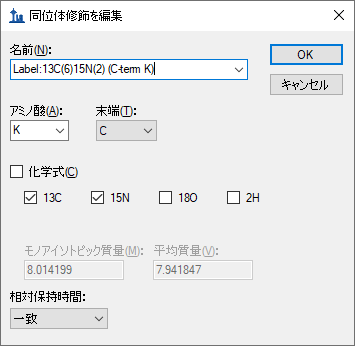 同位体修飾を編集
名前(N):
Label:13C(6)15N(2) (C-term K)
OK
キャンセル
アミノ酸(A):
末端(T):
K
C
化学式(C)
13C
15N
18O
2H
モノアイソトピック質量(M):
平均質量(V):
8.014199
7.941847
相対保持時間:
一致